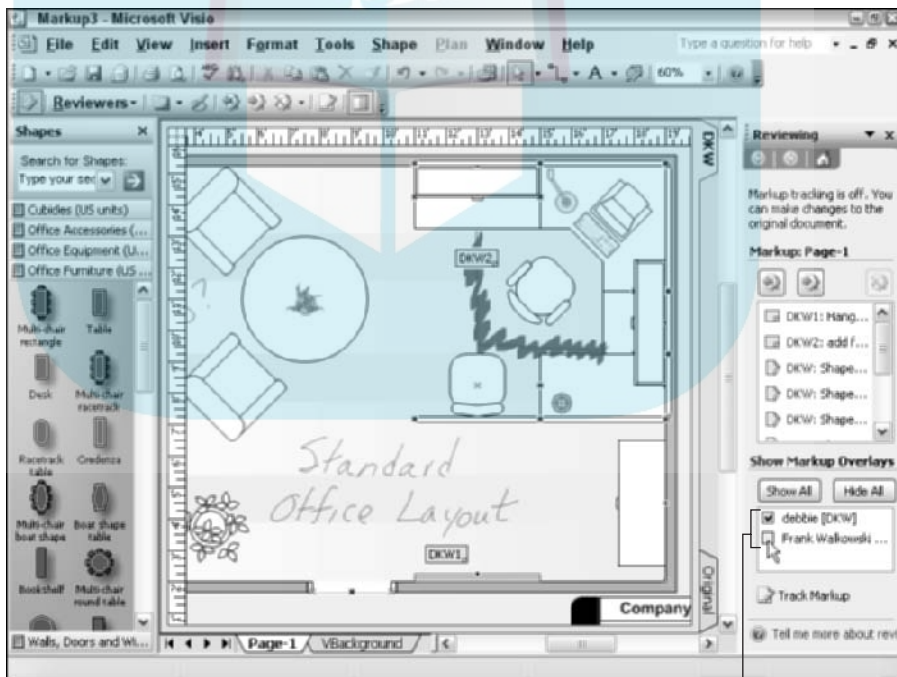 Markup3 - Microsoft Visio
File Edit View Insert Format Tools Shape Plan Window Help
Type a question for help
60%
Reviewers
Shapes
Search for Shapes:
Type your sea
Cubicles (US units)
Office Accessories (...
Office Equipment (U...
Office Furniture (US ...
Multi-chair rectangle
Table
Desk
Multi-chair racetrack
Racetrack table
Credenza
Multi-chair boat shape
Boat shape table
Bookshelf
Multi-chair round table
Walls, Doors and Wi...
DKW
DKW2
Standard
Office Layout
DKW1
Original
Company
Page-1
VBackground
Reviewing
Markup tracking is off. You
can make changes to the
original document.
Markup: Page-1
DKW1: Hang...
DKW2: add f...
DKW: Shape...
DKW: Shape...
DKW: Shape...
Show Markup Overlays
Show All
Hide All
debbie [DKW]
Frank Walkowski ...
Track Markup
Tell me more about revi